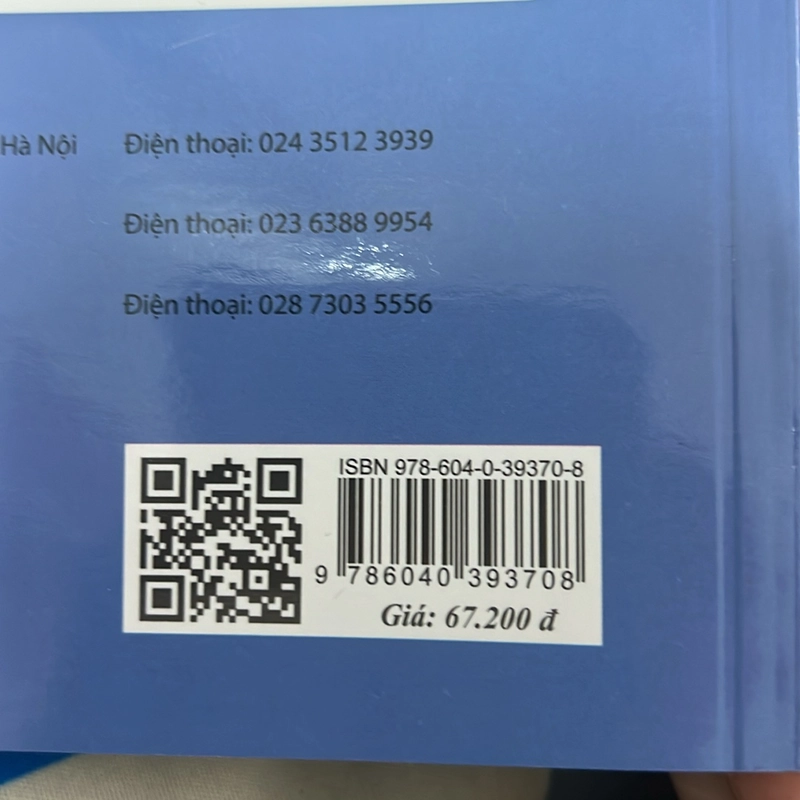 Hà Nội Điện thoại: 024 3512 3939
Điện thoại: 023 6388 9954
Điện thoại: 028 7303 5556
ISBN 978-604-0-39370-8
9 786040 393708
Giá: 67.200 đ